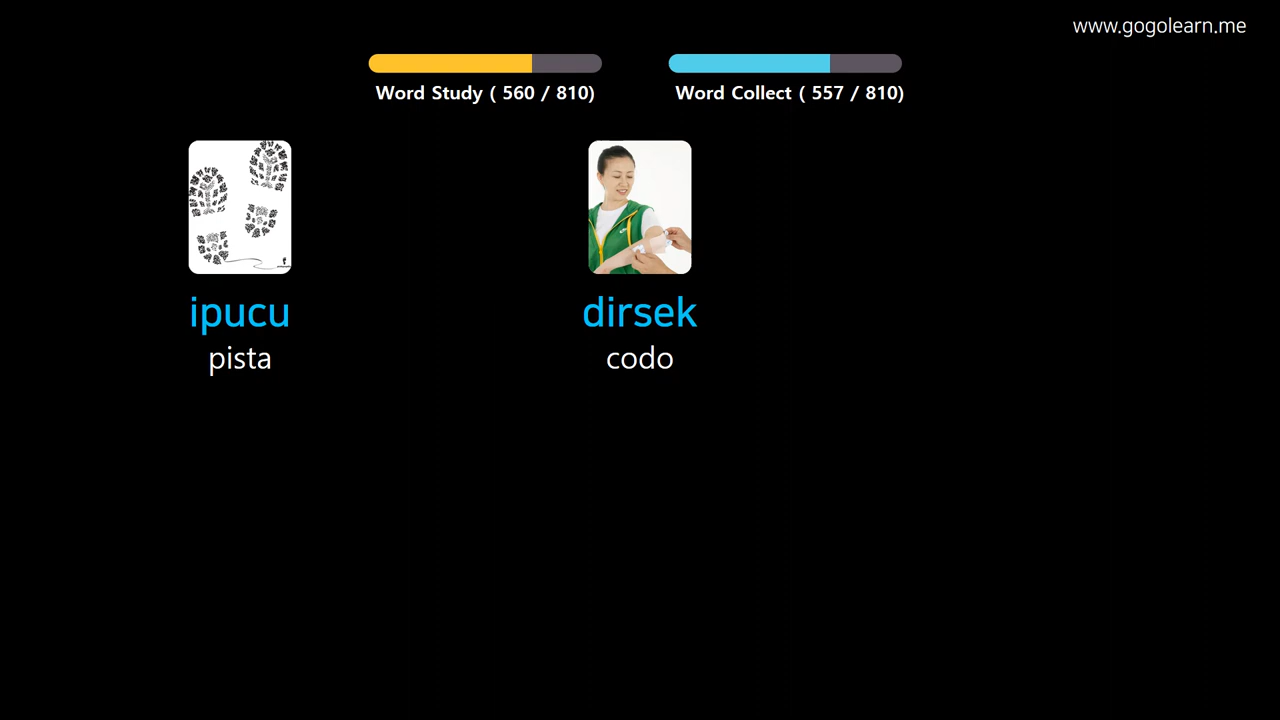 www.gogolearn.me
Word Study ( 560 / 810)
Word Collect ( 557 / 810)
ipucu
pista
dirsek
codo